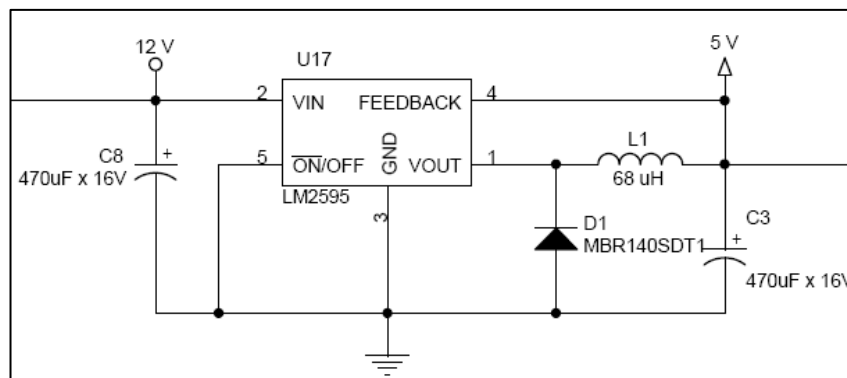 12 V
U17
5 V
2
VIN
FEEDBACK
4
L1
C8
+
470uF x 16V
5
ON/OFF
GND
VOUT
1
68 uH
LM2595
3
D1
MBR140SDT1
C3
+
470uF x 16V